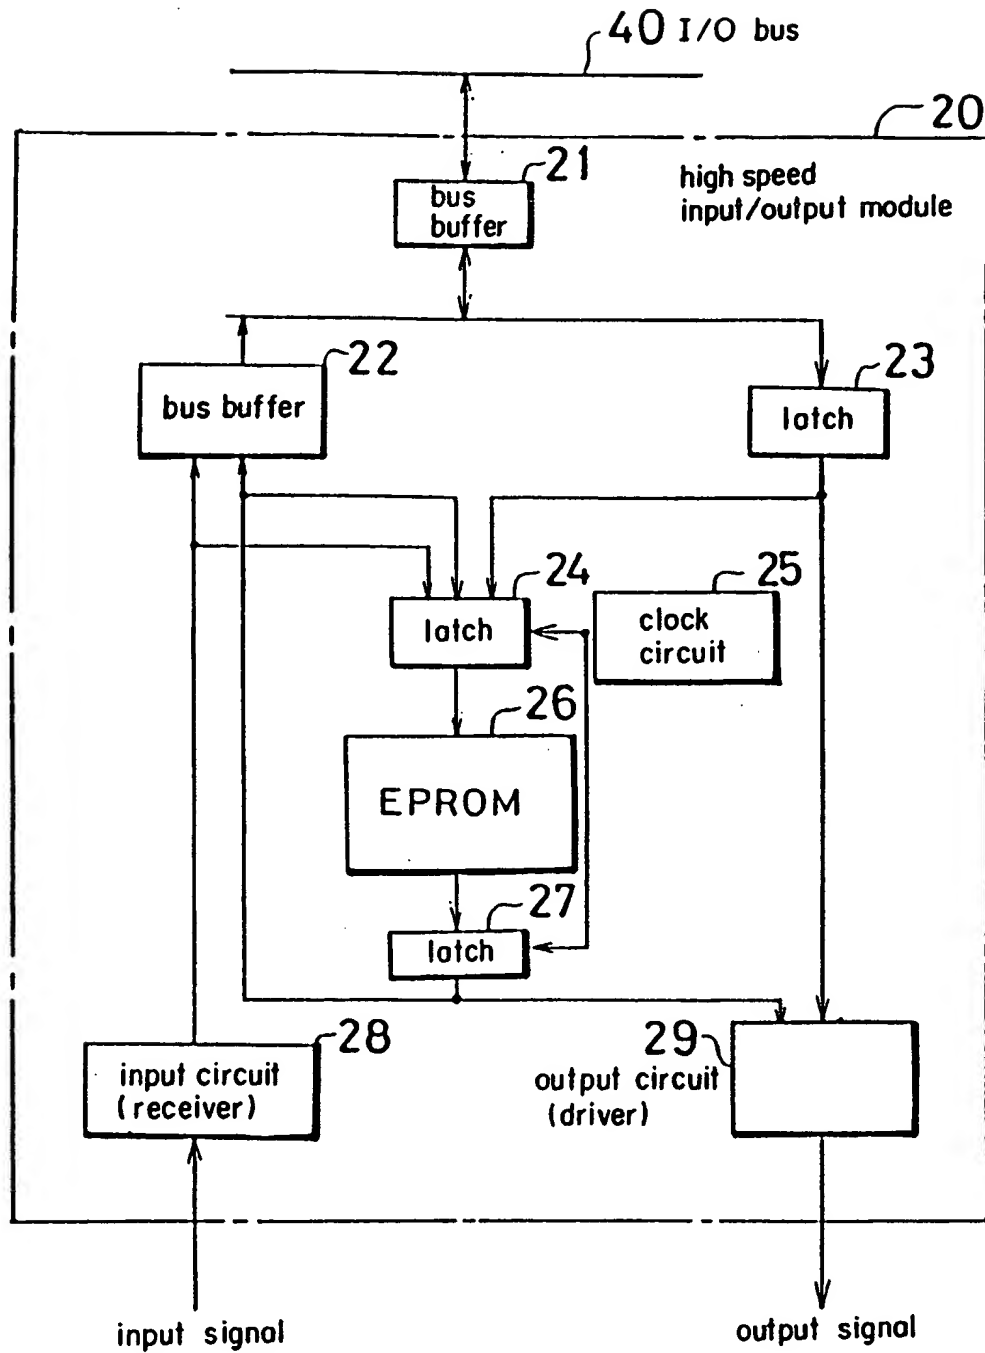 40 I/O bus
20
high speed
input/output module
21
bus
buffer
22
bus buffer
23
latch
24
latch
25
clock
circuit
26
EPROM
27
latch
28
input circuit
(receiver)
29
output circuit
(driver)
input signal
output signal